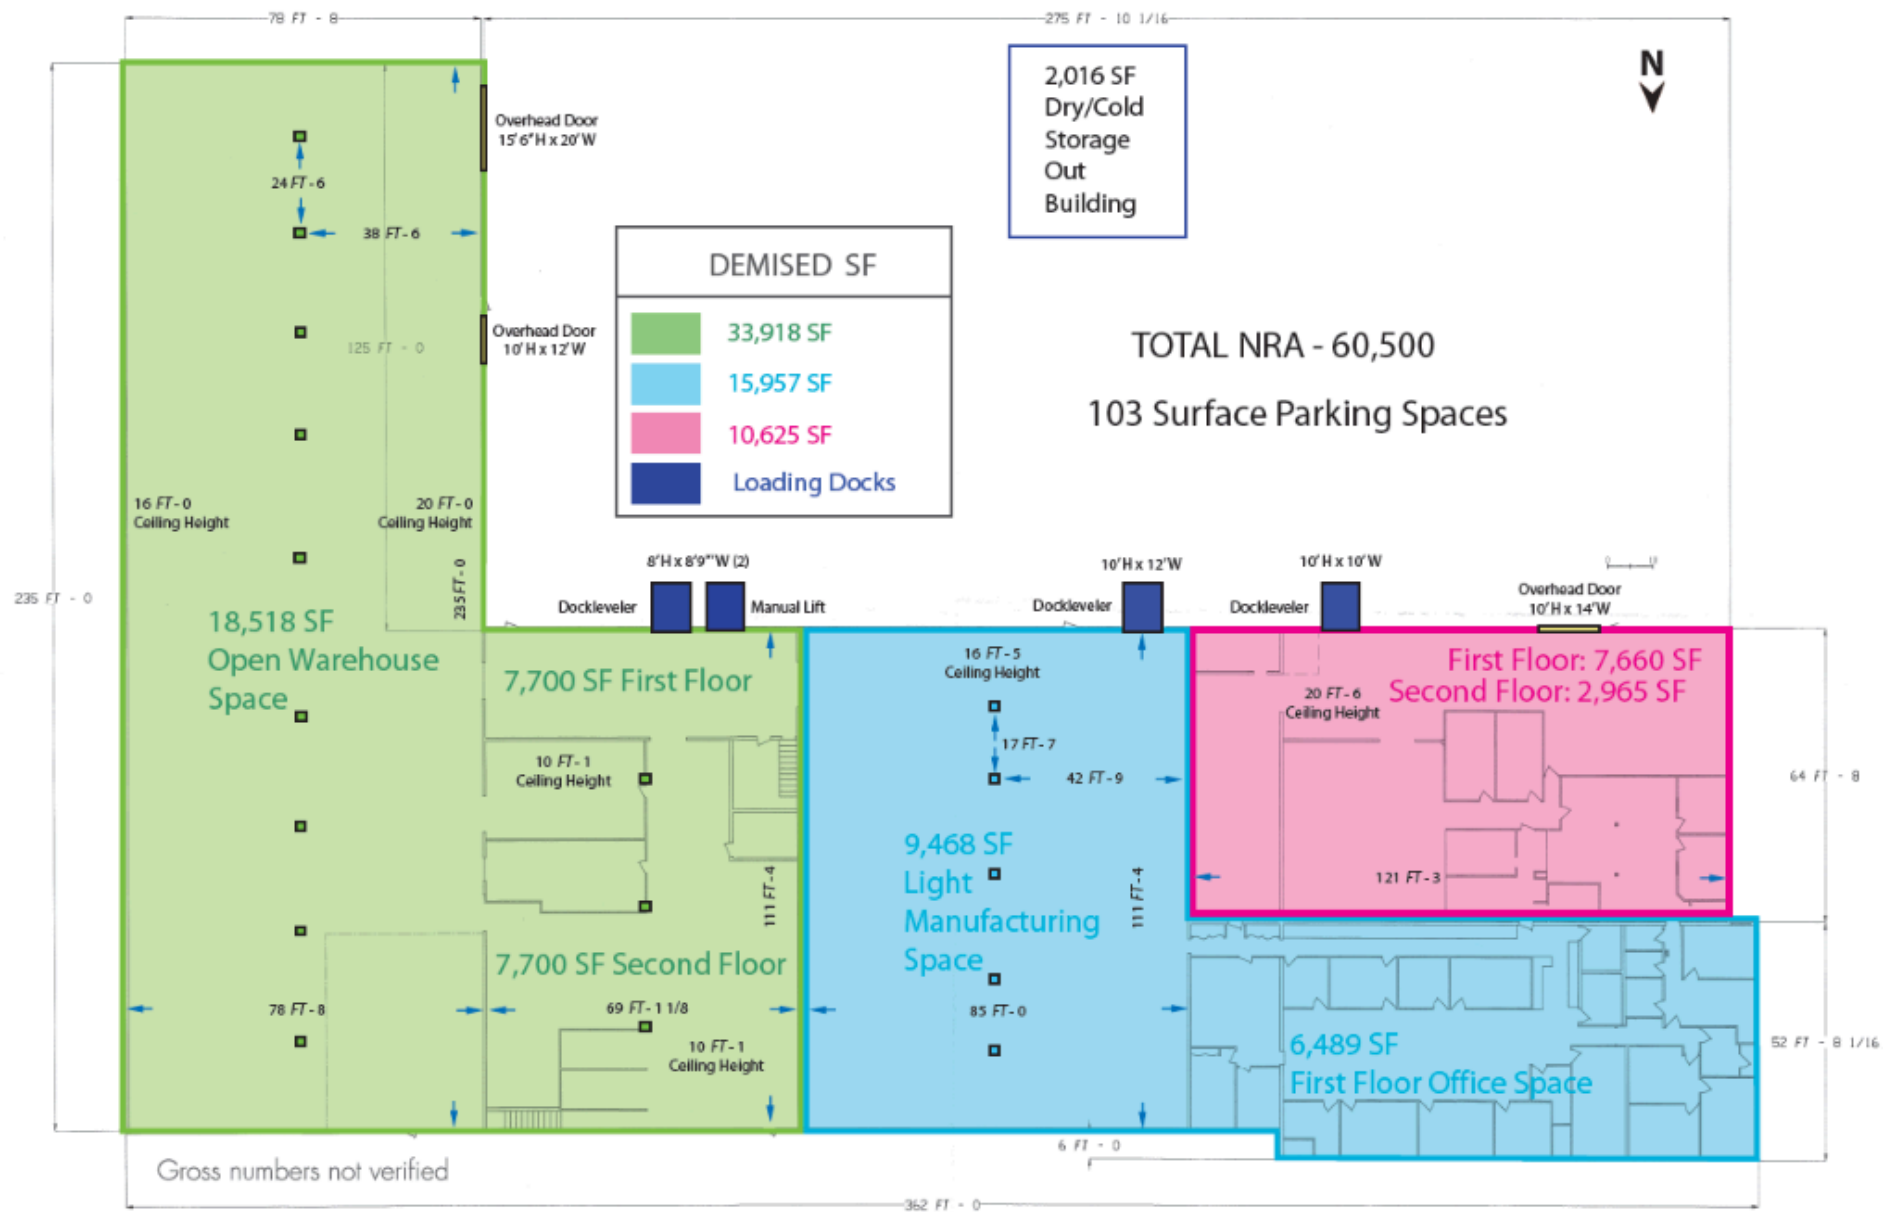 78 FT - 8
275 FT - 10 1/16
N
2,016 SF
Dry/Cold
Storage
Out
Building
Overhead Door
15'6"H x 20'W
24 FT - 6
38 FT - 6
DEMISED SF
33,918 SF
15,957 SF
10,625 SF
Loading Docks
TOTAL NRA - 60,500
103 Surface Parking Spaces
Overhead Door
10'H x 12'W
125 FT - 0
16 FT - 0
Ceiling Height
20 FT - 0
Ceiling Height
235 FT - 0
235 FT - 0
8'H x 8'9"'W (2)
Dockleveler
Manual Lift
10'H x 12'W
Dockleveler
10'H x 10'W
Dockleveler
Overhead Door
10'H x 14'W
18,518 SF
Open Warehouse
Space
7,700 SF First Floor
16 FT - 5
Ceiling Height
17 FT - 7
42 FT - 9
First Floor: 7,660 SF
Second Floor: 2,965 SF
20 FT - 6
Ceiling Height
10 FT - 1
Ceiling Height
64 FT - 8
9,468 SF
Light
Manufacturing
Space
111 FT - 4
111 FT - 4
121 FT - 3
7,700 SF Second Floor
78 FT - 8
69 FT - 1 1/8
85 FT - 0
10 FT - 1
Ceiling Height
6,489 SF
First Floor Office Space
52 FT - 8 1/16
6 FT - 0
Gross numbers not verified
362 FT - 0